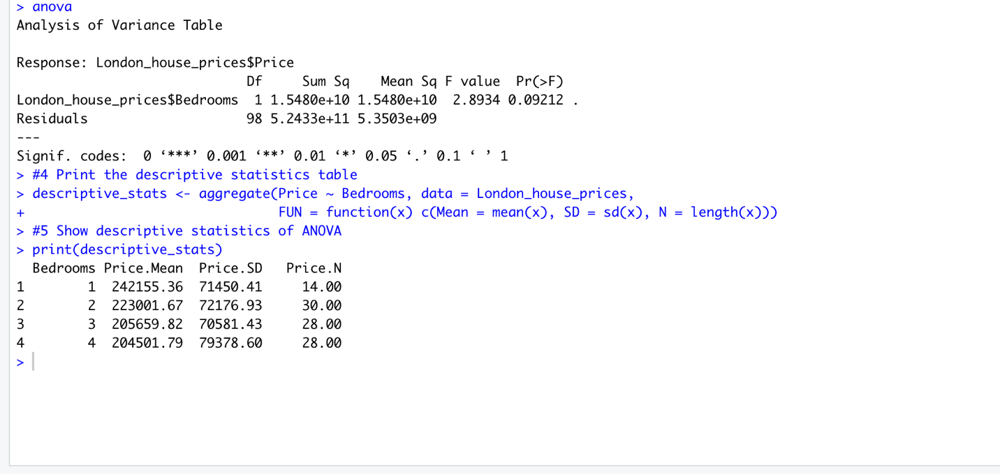 > anova
Analysis of Variance Table
Response: London_house_prices$Price
Df Sum Sq Mean Sq F value Pr(>F)
London_house_prices$Bedrooms 1 1.5480e+10 1.5480e+10 2.8934 0.09212 .
Residuals 98 5.2433e+11 5.3503e+09
---
Signif. codes: 0 ‘***’ 0.001 ‘**’ 0.01 ‘*’ 0.05 ‘.’ 0.1 ‘ ’ 1
> #4 Print the descriptive statistics table
> descriptive_stats <- aggregate(Price ~ Bedrooms, data = London_house_prices,
+ FUN = function(x) c(Mean = mean(x), SD = sd(x), N = length(x)))
> #5 Show descriptive statistics of ANOVA
> print(descriptive_stats)
Bedrooms Price.Mean Price.SD Price.N
1 1 242155.36 71450.41 14.00
2 2 223001.67 72176.93 30.00
3 3 205659.82 70581.43 28.00
4 4 204501.79 79378.60 28.00
>